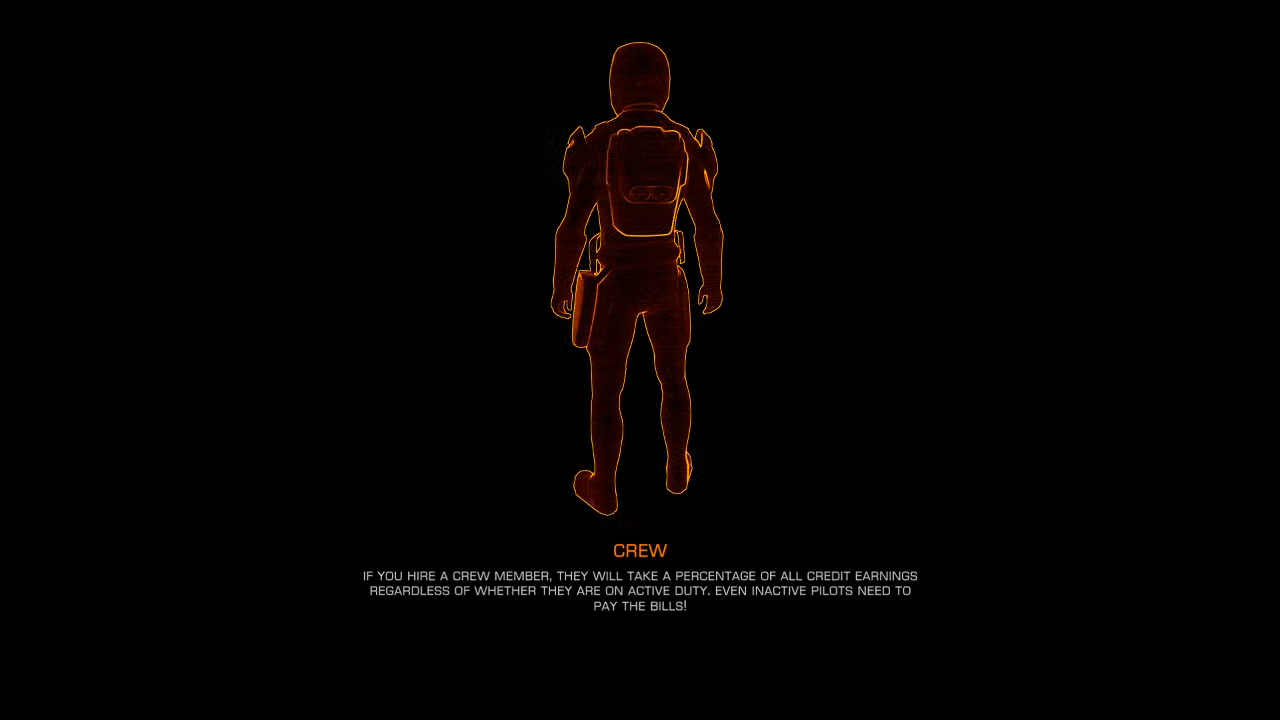 CREW
IF YOU HIRE A CREW MEMBER, THEY WILL TAKE A PERCENTAGE OF ALL CREDIT EARNINGS
REGARDLESS OF WHETHER THEY ARE ON ACTIVE DUTY. EVEN INACTIVE PILOTS NEED TO
PAY THE BILLS!